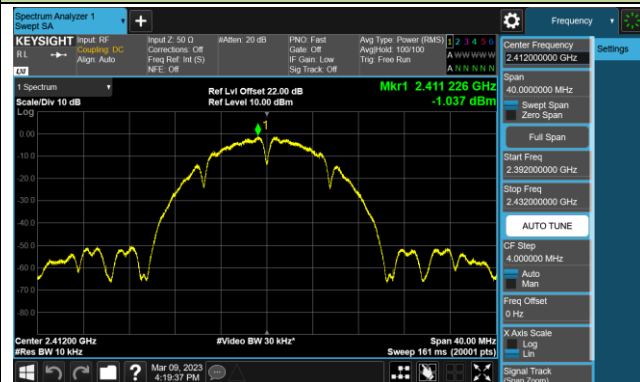 Spectrum Analyzer 1
Swept SA
+
Frequency
KEYSIGHT
RL
LXI
Input: RF
Coupling: DC
Align: Auto
Input Z: 50 Ω
Corrections: Off
Freq Ref: Int (S)
NFE: Off
#Atten: 20 dB
PNO: Fast
Gate: Off
IF Gain: Low
Sig Track: Off
Avg Type: Power (RMS)
Avg|Hold: 100/100
Trig: Free Run
1 2 3 4 5 6
A W W W W W
A N N N N N
1 Spectrum
Scale/Div 10 dB
Log
Ref Lvl Offset 22.00 dB
Ref Level 10.00 dBm
Mkr1 2.411 226 GHz
-1.037 dBm
1
0.00
-10.0
-20.0
-30.0
-40.0
-50.0
-60.0
-70.0
-80.0
Center 2.41200 GHz
#Res BW 10 kHz
#Video BW 30 kHz*
Span 40.00 MHz
Sweep 161 ms (20001 pts)
Mar 09, 2023
4:19:37 PM
Center Frequency
2.412000000 GHz
Settings
Span
40.0000000 MHz
Swept Span
Zero Span
Full Span
Start Freq
2.392000000 GHz
Stop Freq
2.432000000 GHz
AUTO TUNE
CF Step
4.000000 MHz
Auto
Man
Freq Offset
0 Hz
X Axis Scale
Log
Lin
Signal Track
(Span Zoom)